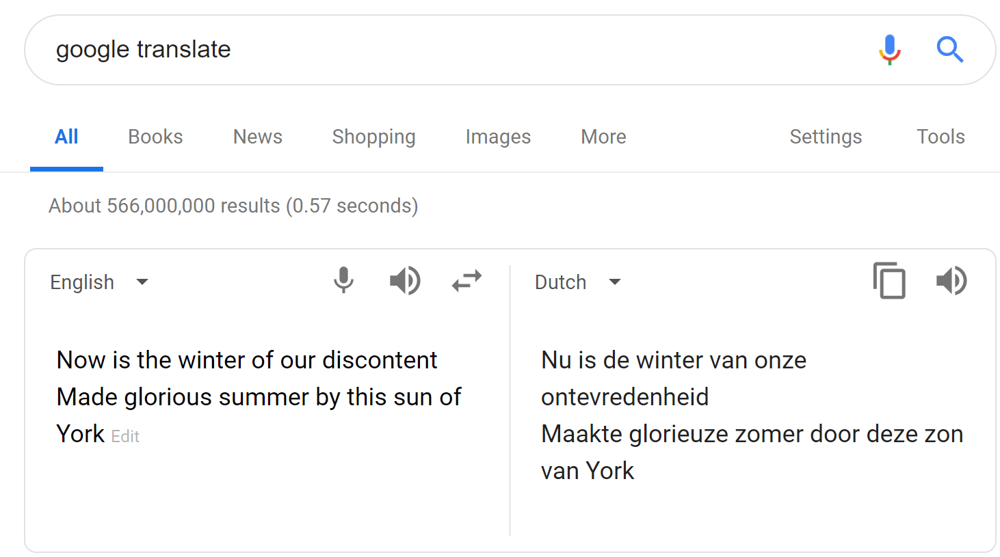 google translate
All Books News Shopping Images More Settings Tools
About 566,000,000 results (0.57 seconds)
English
Now is the winter of our discontent
Made glorious summer by this sun of
York Edit
Dutch
Nu is de winter van onze
ontevredenheid
Maakte glorieuze zomer door deze zon
van York